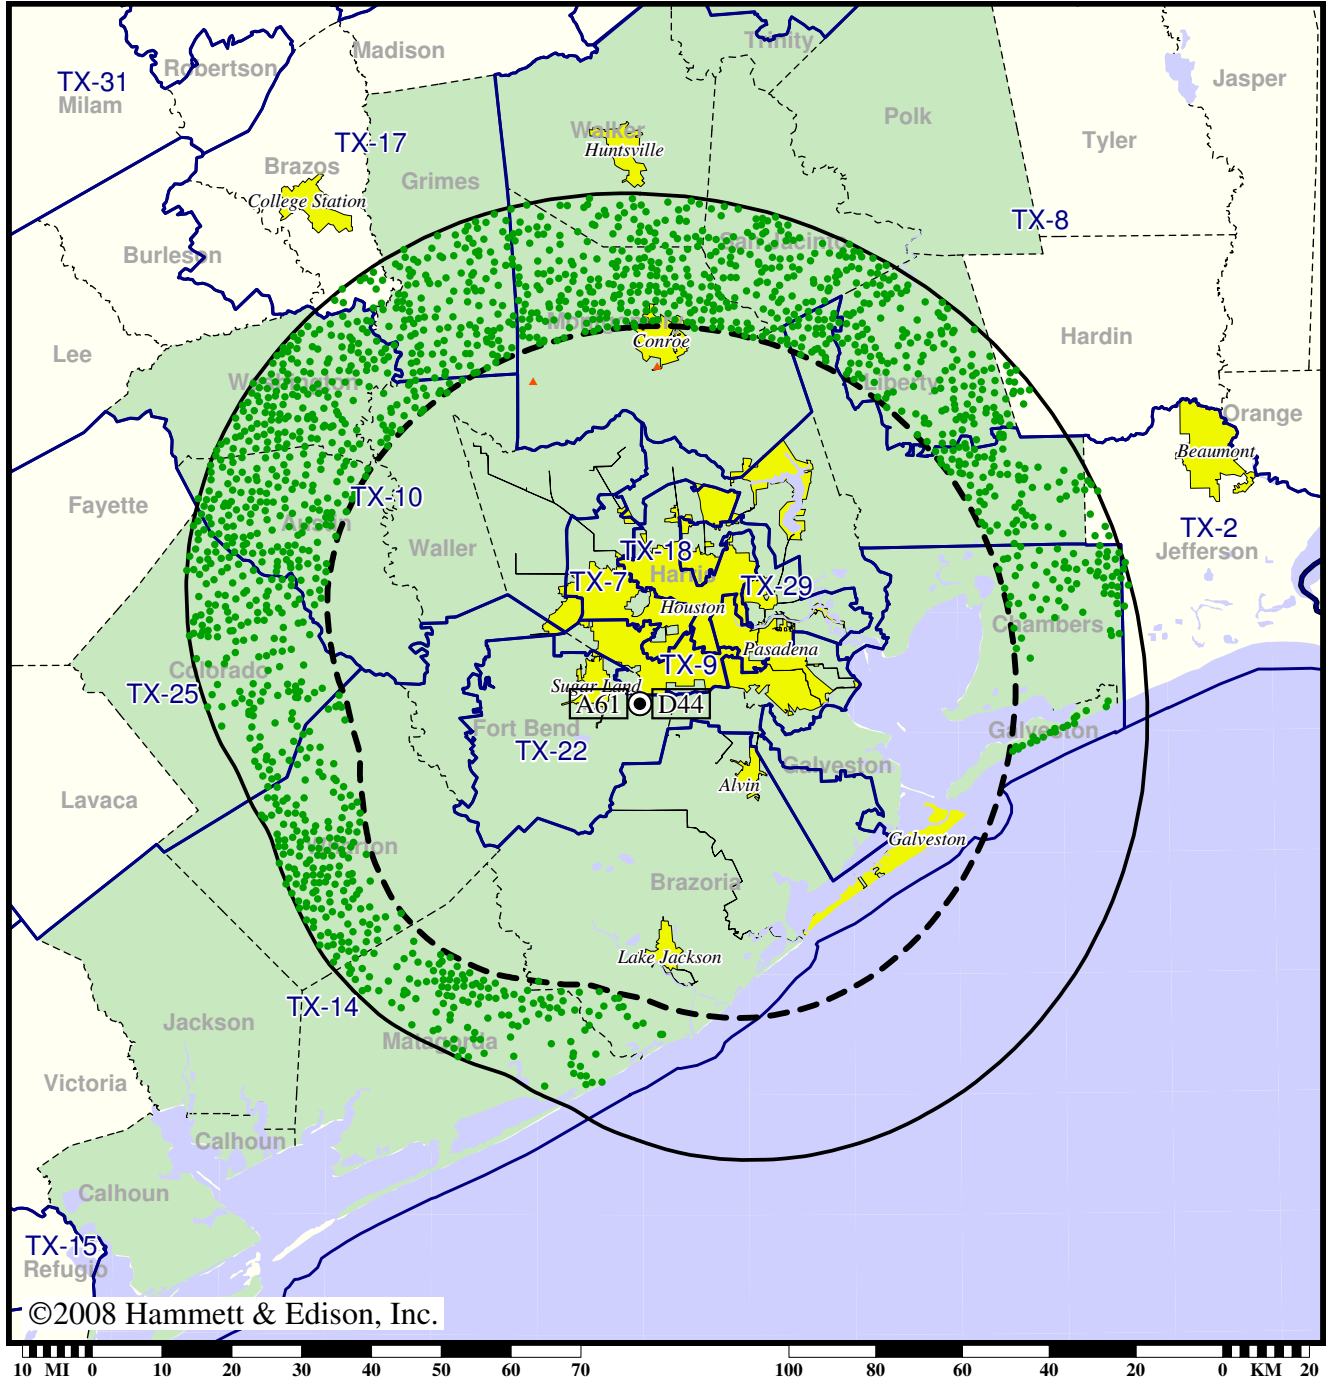 Madison
Trinity
Robertson
TX-31
Milam
Jasper
Polk
Walker
Huntsville
TX-17
Tyler
Brazos
Grimes
College Station
TX-8
San Jacinto
Burleson
Montgomery
Conroe
Hardin
Lee
Washington
Liberty
Orange
Beaumont
TX-10
Fayette
Austin
TX-2
Waller
TX-18
Jefferson
Harris
TX-7
TX-29
Houston
Chambers
Pasadena
TX-9
Colorado
Sugar Land
TX-25
A61
D44
Fort Bend
Galveston
TX-22
Galveston
Alvin
Lavaca
Galveston
Wharton
Brazoria
Lake Jackson
TX-14
Jackson
Matagorda
Victoria
Calhoun
Calhoun
TX-15
Refugio
©2008 Hammett & Edison, Inc.
10 MI 0 10 20 30 40 50 60 70 100 80 60 40 20 0 KM 20